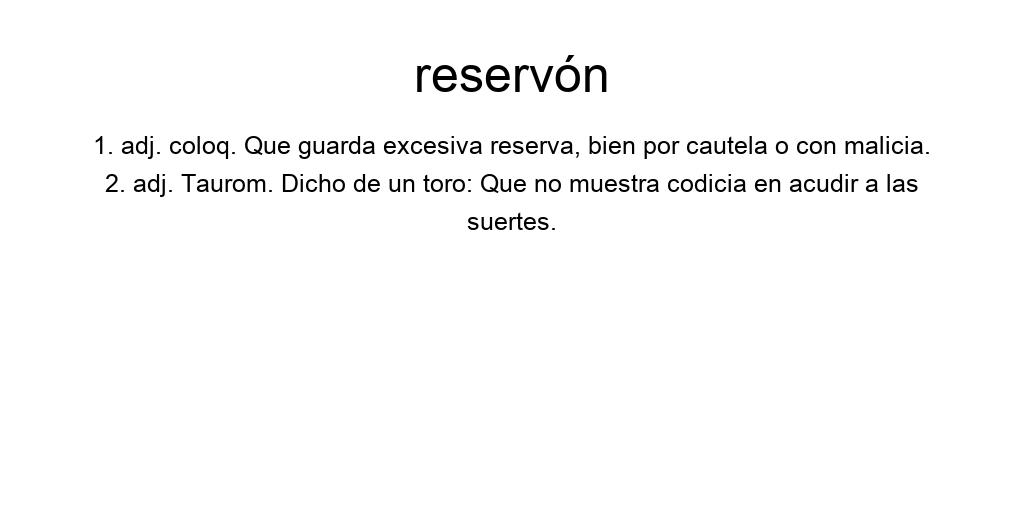 reservón
1. adj. coloq. Que guarda excesiva reserva, bien por cautela o con malicia.
2. adj. Taurom. Dicho de un toro: Que no muestra codicia en acudir a las
suertes.